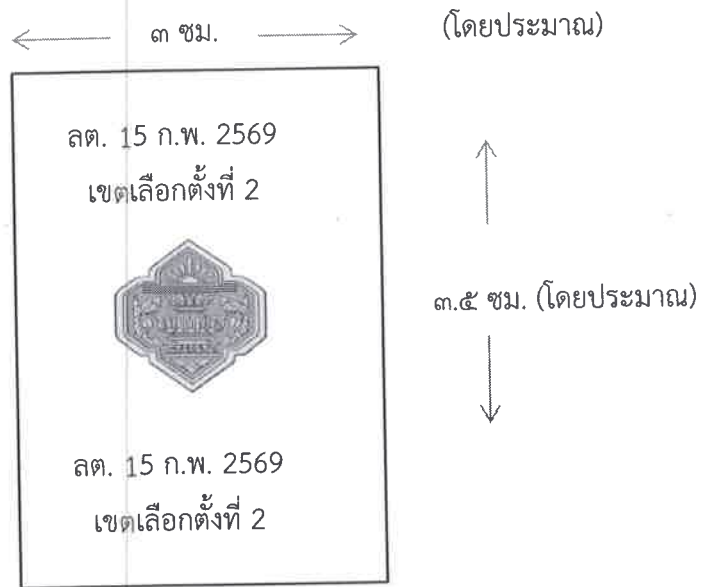 ๓ ซม. (โดยประมาณ)
ลต. 15 ก.พ. 2569
เขตเลือกตั้งที่ 2
๓.๕ ซม. (โดยประมาณ)
ลต. 15 ก.พ. 2569
เขตเลือกตั้งที่ 2